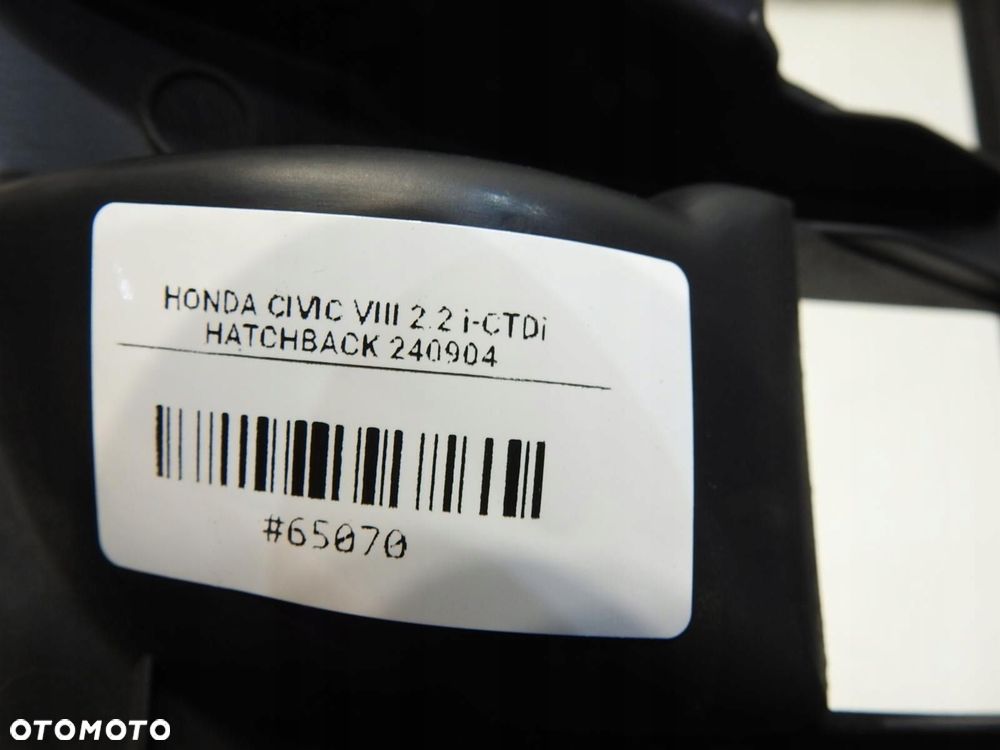 HONDA CIVIC VIII 2.2 i-CTDi
HATCHBACK 240904
#65070
OTOMOTO